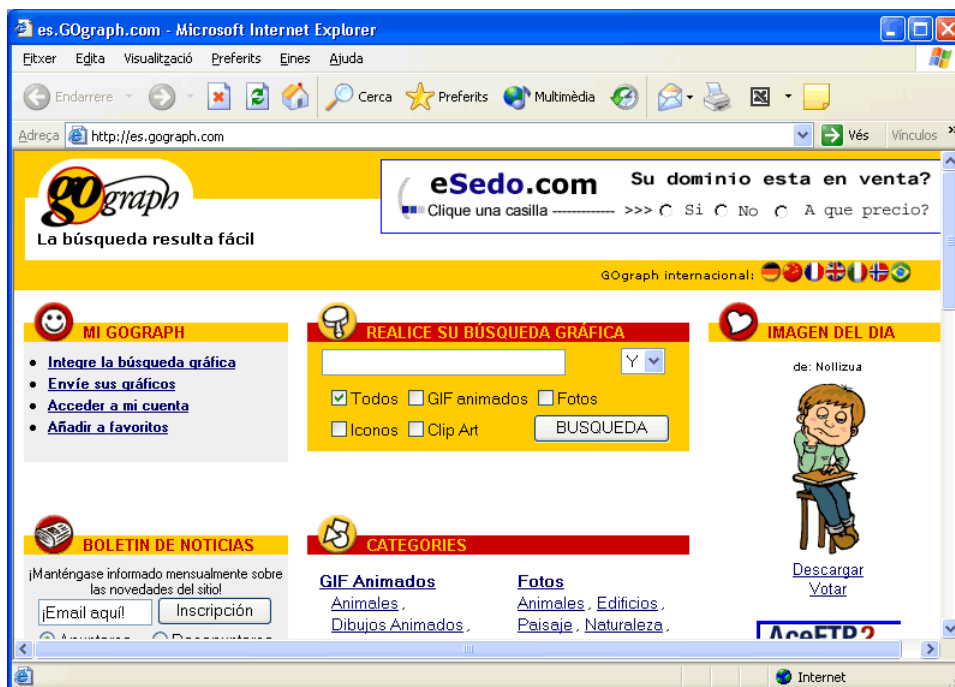 es.GOgraph.com - Microsoft Internet Explorer
Fitxer Edita Visualització Preferits Eines Ajuda
Endarrere Cerca Preferits Multimèdia
Adreça http://es.gograph.com Vés Vínculos »
gograph
La búsqueda resulta fácil
eSedo.com Su dominio esta en venta?
Clique una casilla ------------- >>> Si No A que precio?
GOgraph internacional:
MI GOGRAPH
Integre la búsqueda gráfica
Envíe sus gráficos
Acceder a mi cuenta
Añadir a favoritos
REALICE SU BÚSQUEDA GRÁFICA
Y
Todos GIF animados Fotos
Iconos Clip Art BUSQUEDA
IMAGEN DEL DIA
de: Nollizua
Descargar
Votar
BOLETIN DE NOTICIAS
¡Manténgase informado mensualmente sobre
las novedades del sitio!
¡Email aquí! Inscripción
CATEGORIES
GIF Animados
Animales,
Dibujos Animados,
Fotos
Animales, Edificios,
Paisaje, Naturaleza,
AceFTP 2
Internet